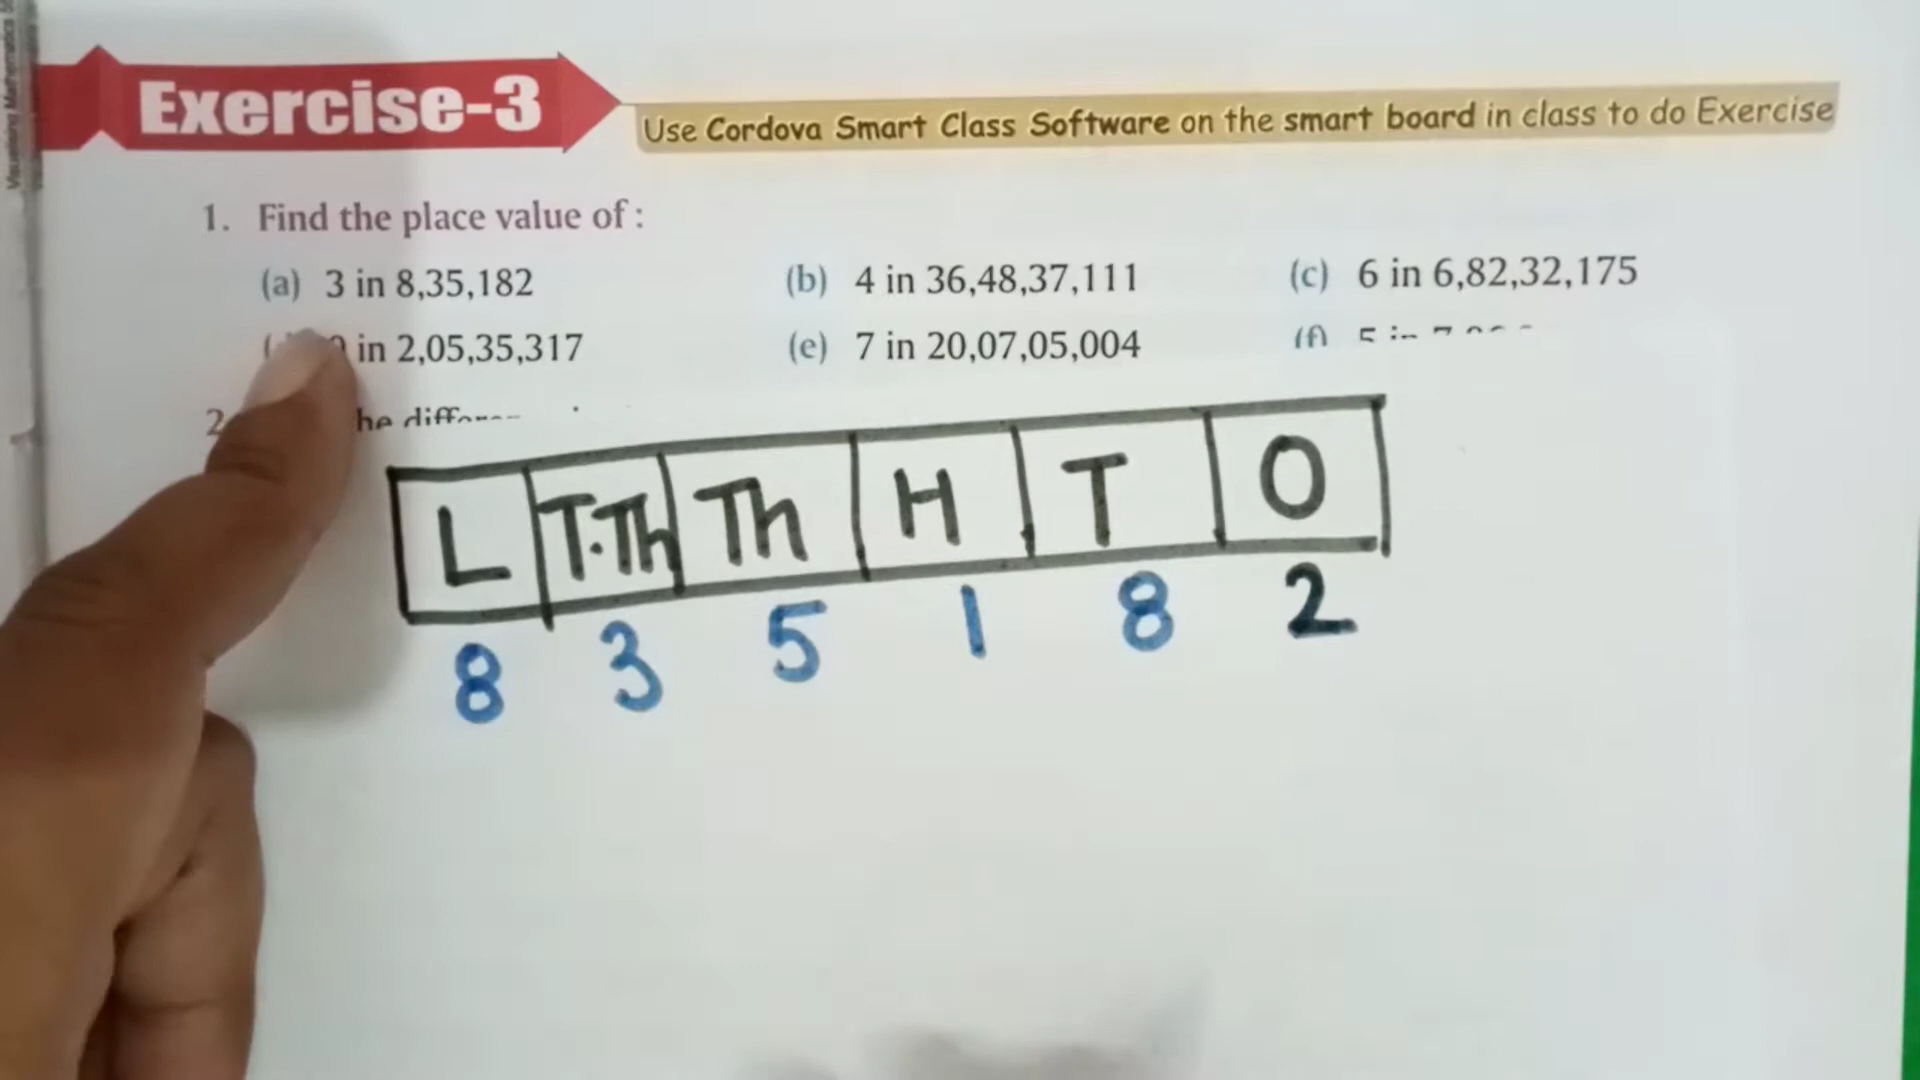 Exercise-3
Use Cordova Smart Class Software on the smart board in class to do Exercise
1. Find the place value of :
(a) 3 in 8,35,182 (b) 4 in 36,48,37,111 (c) 6 in 6,82,32,175
in 2,05,35,317 (e) 7 in 20,07,05,004 (f) 5 in
2
L T.Th Th H T O
8 3 5 1 8 2